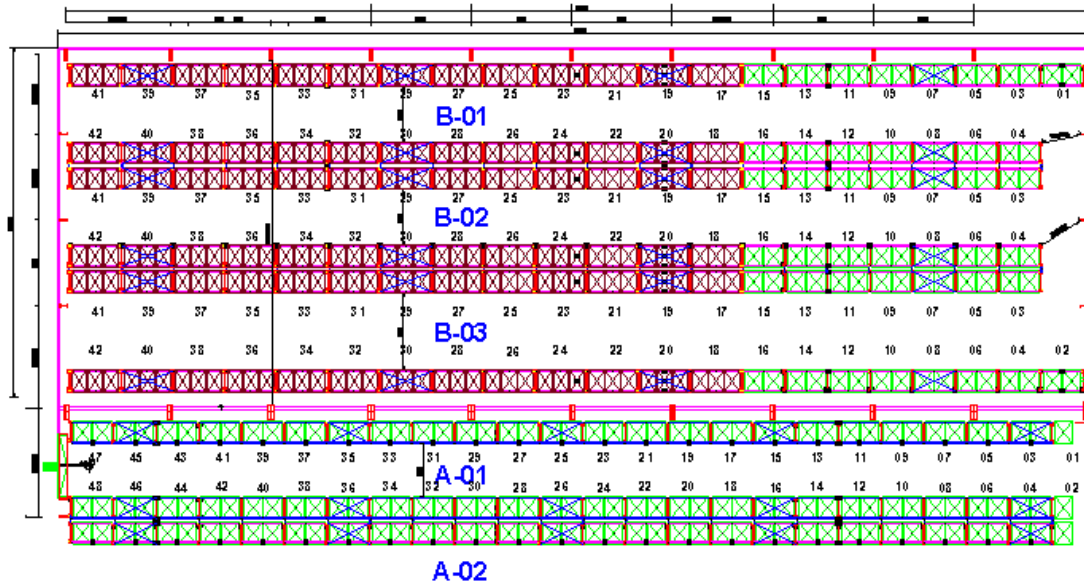 41 39 37 35 33 31 29 27 25 23 21 19 17 15 13 11 09 07 05 03 01
B-01
42 40 38 36 34 32 30 28 26 24 22 20 18 16 14 12 10 08 06 04
41 39 37 35 33 31 29 27 25 23 21 19 17 15 13 11 09 07 05 03
B-02
42 40 38 36 34 32 30 28 26 24 22 20 18 16 14 12 10 08 06 04
41 39 37 35 33 31 29 27 25 23 21 19 17 15 13 11 09 07 05 03
B-03
42 40 38 36 34 32 30 28 26 24 22 20 18 16 14 12 10 08 06 04 02
47 45 43 41 39 37 35 33 31 29 27 25 23 21 19 17 15 13 11 09 07 05 03 01
A-01
48 46 44 42 40 38 36 34 32 30 28 26 24 22 20 18 16 14 12 10 08 06 04 02
A-02